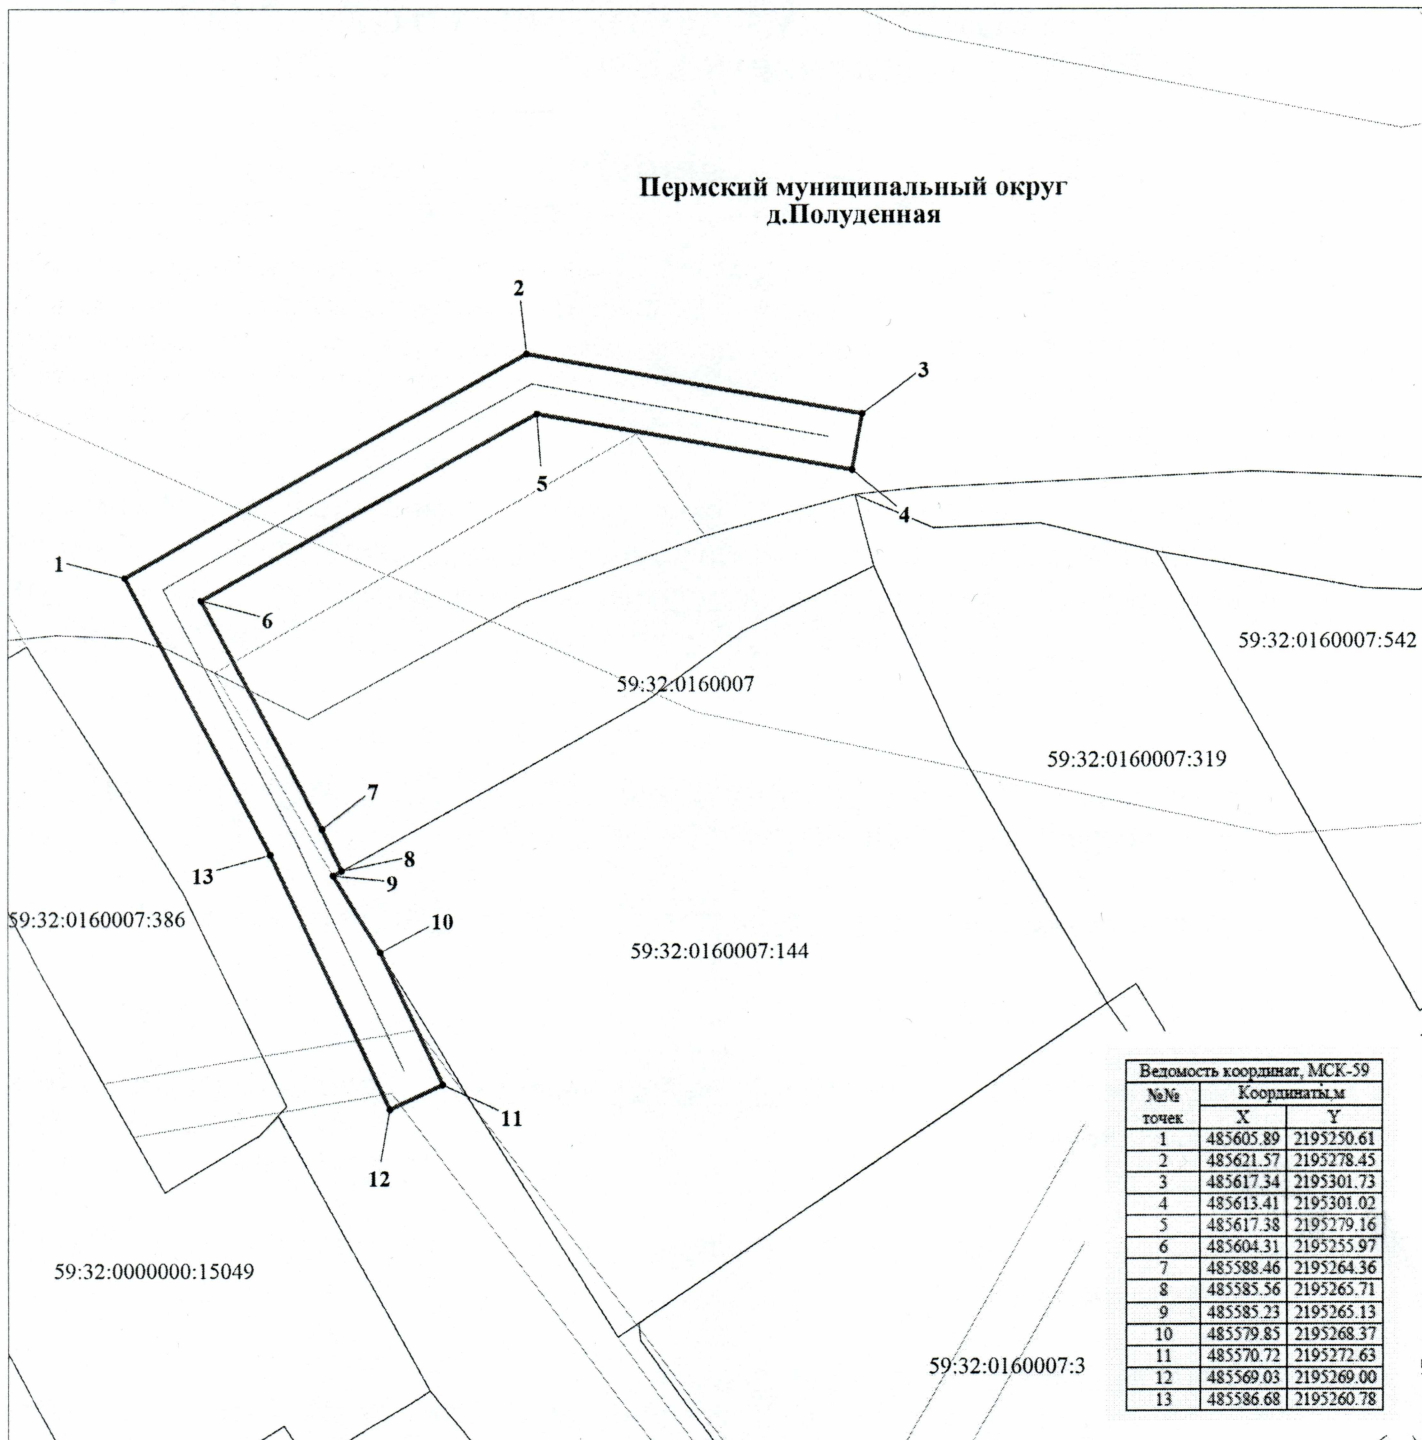 Пермский муниципальный округ
д.Полуденная
2
3
1
5
4
6
59:32:0160007:542
59:32:0160007
59:32:0160007:319
7
8
13
9
59:32:0160007:386
10
59:32:0160007:144
11
12
59:32:0000000:15049
59:32:0160007:3
Ведомость координат, МСК-59
№№ точек Координаты,м
X Y
1 485605.89 2195250.61
2 485621.57 2195278.45
3 485617.34 2195301.73
4 485613.41 2195301.02
5 485617.38 2195279.16
6 485604.31 2195255.97
7 485588.46 2195264.36
8 485585.56 2195265.71
9 485585.23 2195265.13
10 485579.85 2195268.37
11 485570.72 2195272.63
12 485569.03 2195269.00
13 485586.68 2195260.78